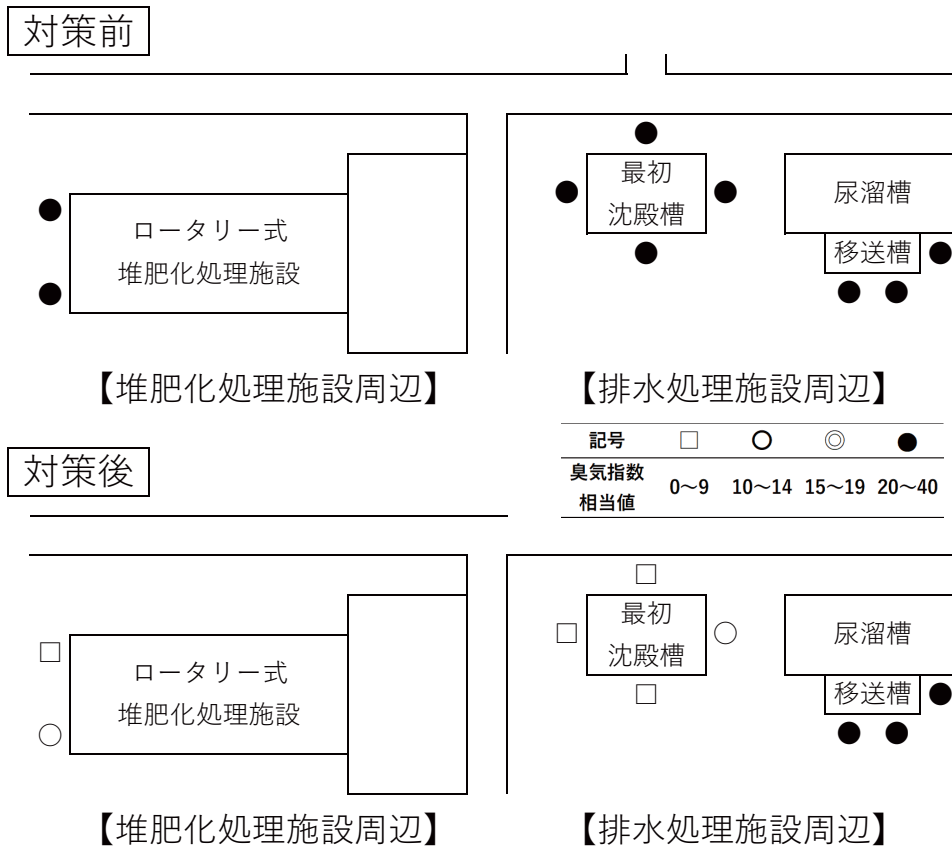 対策前
ロータリー式
堆肥化処理施設
最初
沈殿槽
尿溜槽
移送槽
【堆肥化処理施設周辺】
【排水処理施設周辺】
記号 □ ○ ◎ ●
臭気指数
相当値
0～9 10～14 15～19 20～40
対策後
ロータリー式
堆肥化処理施設
最初
沈殿槽
尿溜槽
移送槽
【堆肥化処理施設周辺】
【排水処理施設周辺】